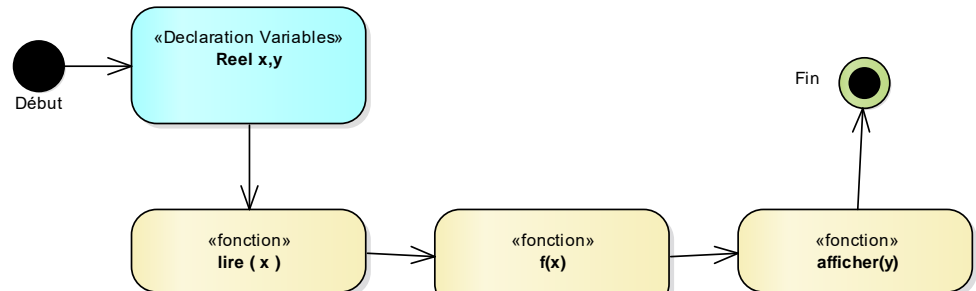 Début
«Declaration Variables»
Reel x,y
«fonction»
lire ( x )
«fonction»
f(x)
«fonction»
afficher(y)
Fin